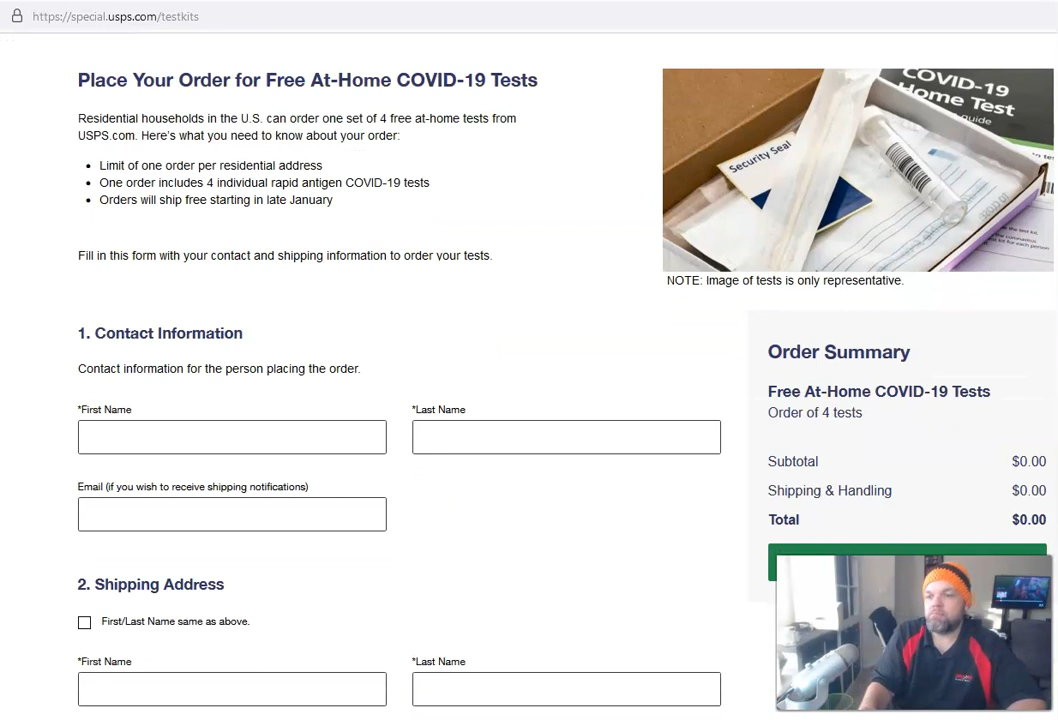 https://special.usps.com/testkits
Place Your Order for Free At-Home COVID-19 Tests
Residential households in the U.S. can order one set of 4 free at-home tests from
USPS.com. Here's what you need to know about your order:
Limit of one order per residential address
One order includes 4 individual rapid antigen COVID-19 tests
Orders will ship free starting in late January
Fill in this form with your contact and shipping information to order your tests.
COVID-19
Home Test
guide
Security Seal
NOTE: Image of tests is only representative.
1. Contact Information
Contact information for the person placing the order.
*First Name
*Last Name
Email (if you wish to receive shipping notifications)
2. Shipping Address
First/Last Name same as above.
*First Name
*Last Name
Order Summary
Free At-Home COVID-19 Tests
Order of 4 tests
Subtotal $0.00
Shipping & Handling $0.00
Total $0.00